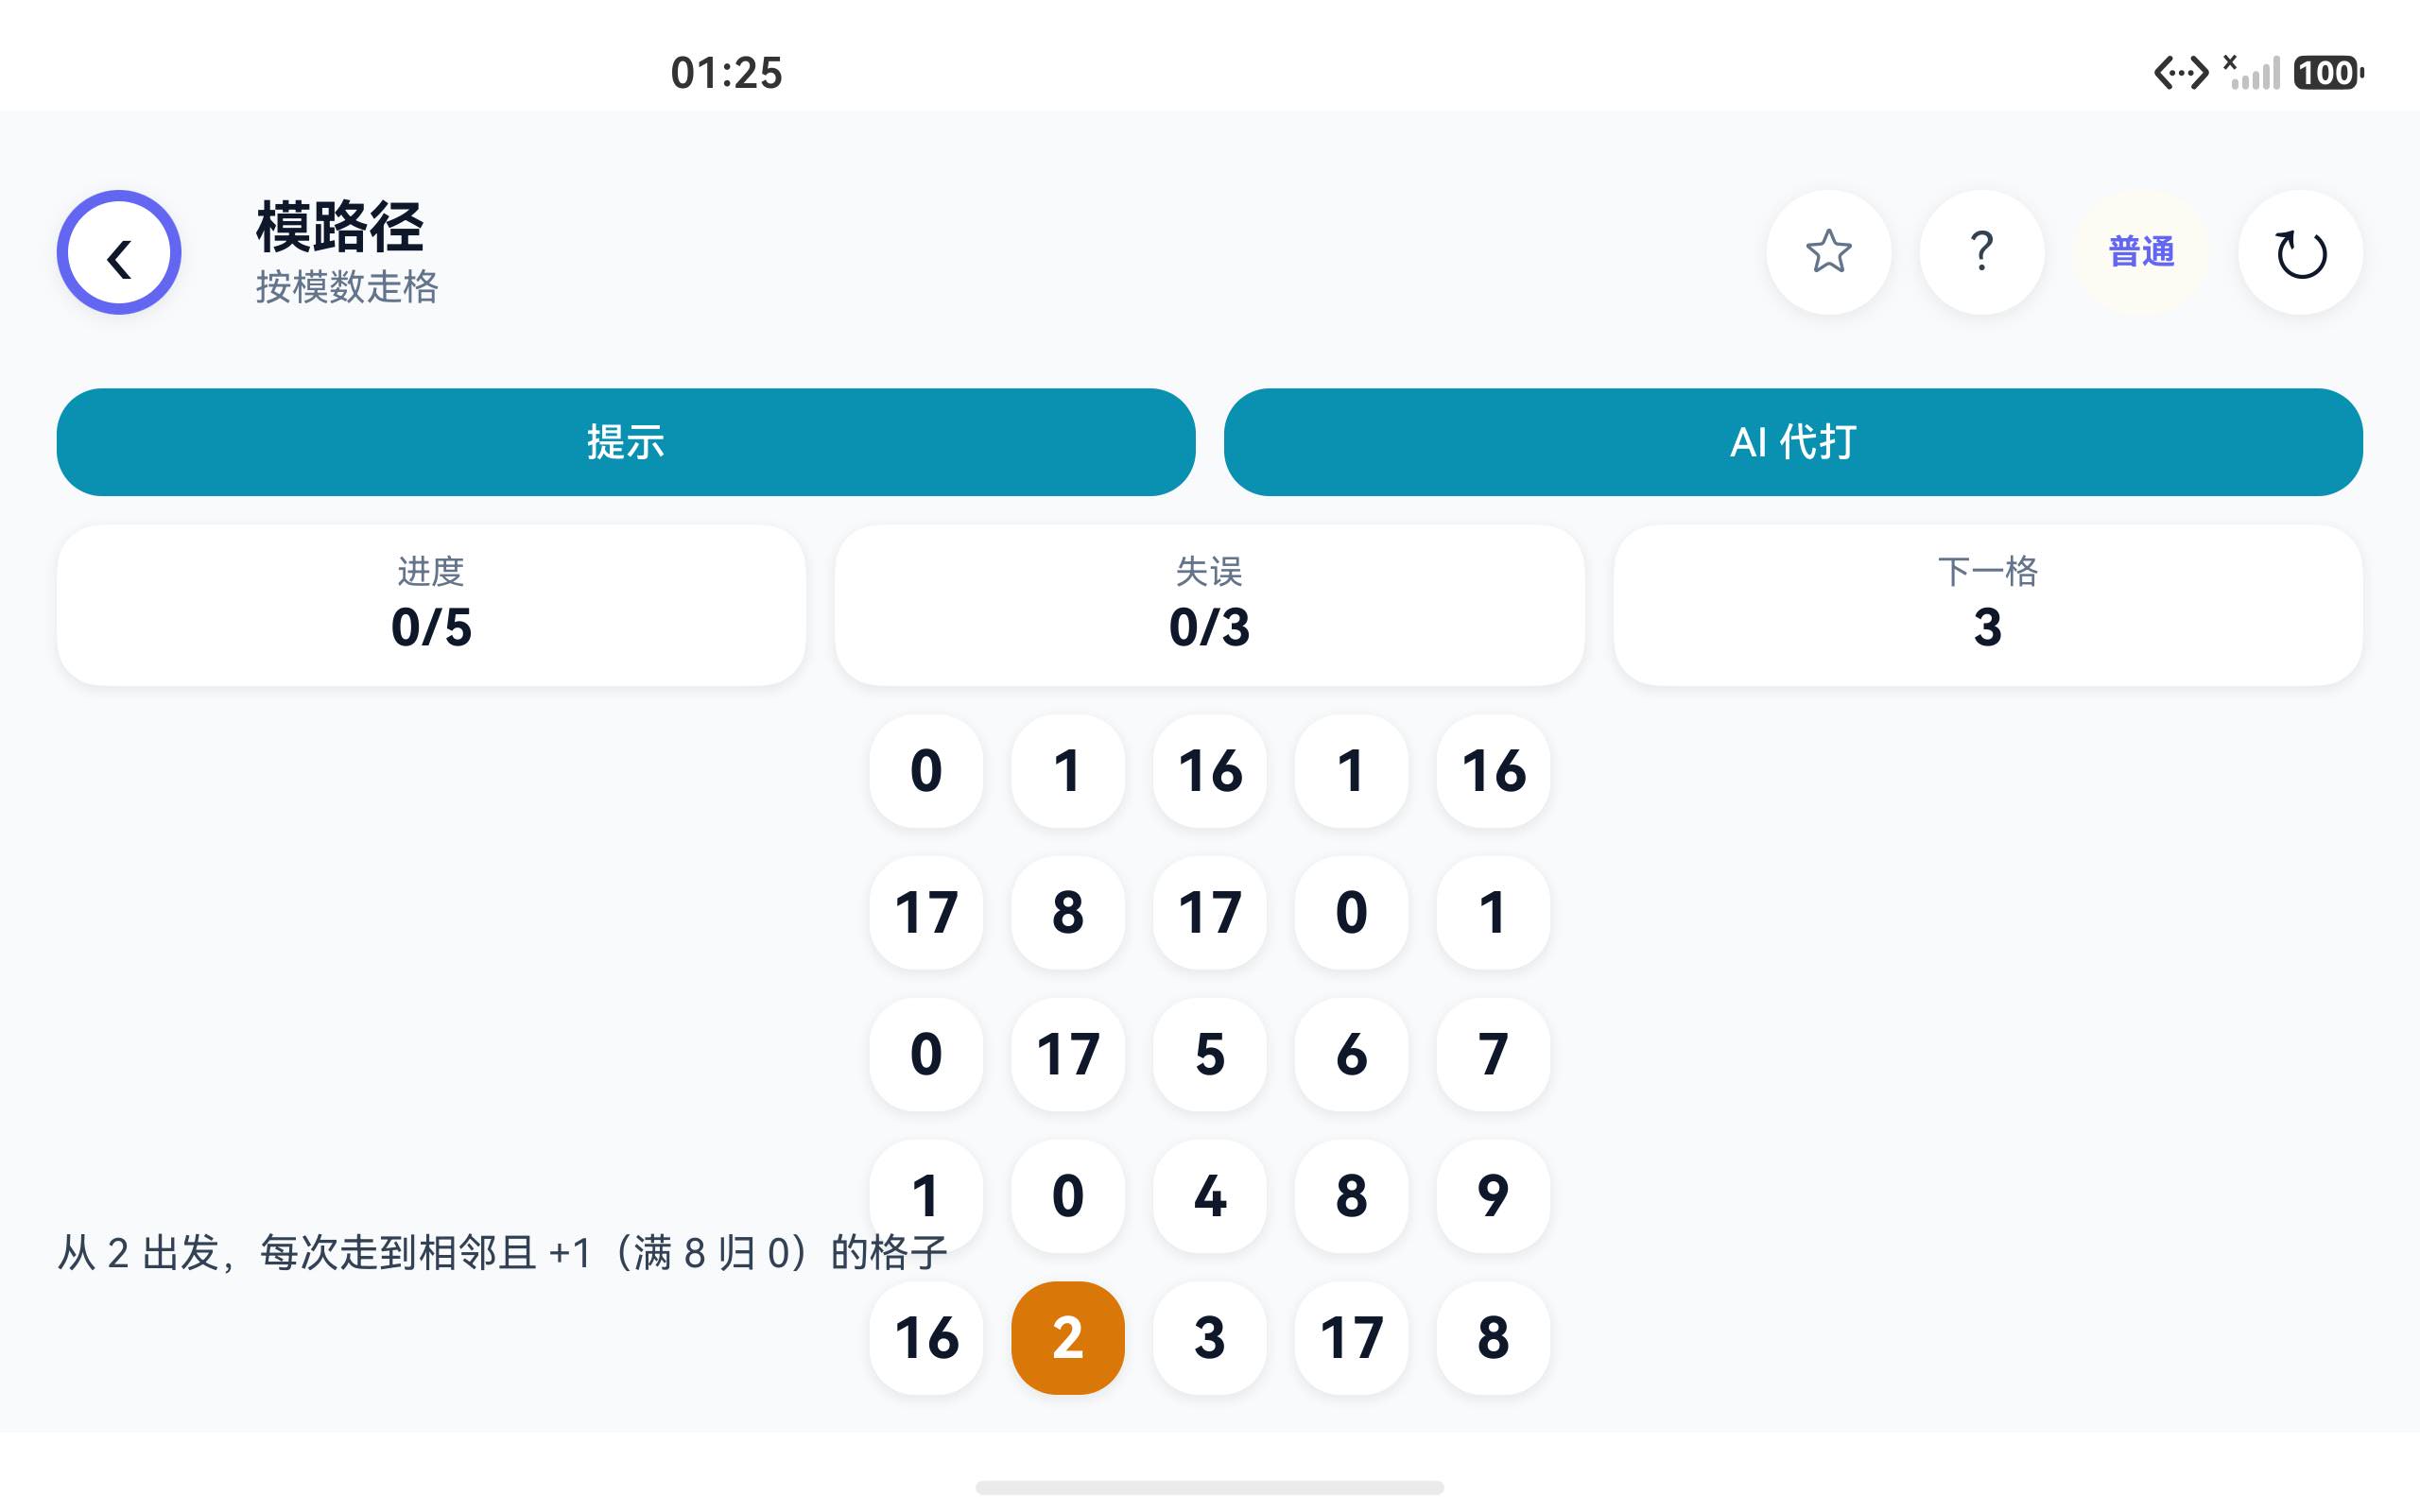 01:25
100
模路径
按模数走格
?
普通
提示
AI 代打
进度
0/5
失误
0/3
下一格
3
0 1 16 1 16
17 8 17 0 1
0 17 5 6 7
1 0 4 8 9
从 2 出发，每次走到相邻且 +1（满 8 归 0）的格子
16 2 3 17 8